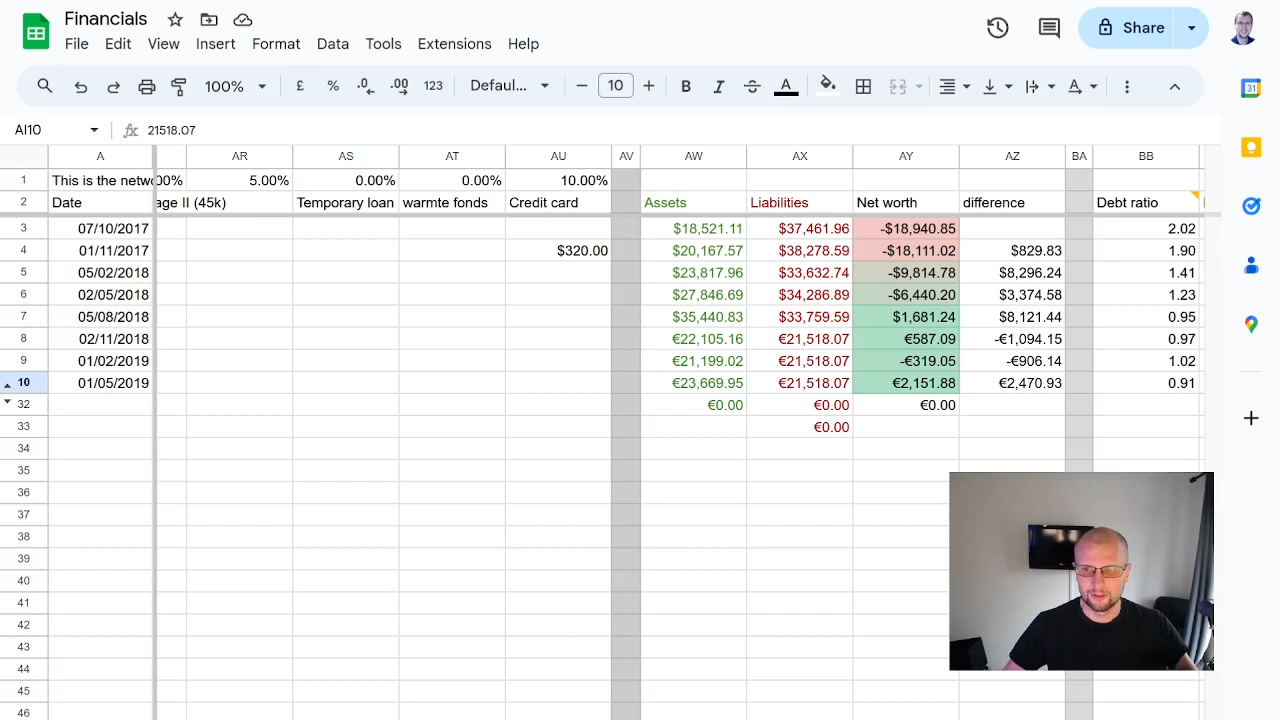 Financials
File Edit View Insert Format Data Tools Extensions Help
Share
100% £ % .0 .00 123 Defaul... 10 B I S A A
AI10 fx 21518.07
A AR AS AT AU AV AW AX AY AZ BA BB
1 This is the netwo 00% 5.00% 0.00% 0.00% 10.00%
2 Date age II (45k) Temporary loan warmte fonds Credit card Assets Liabilities Net worth difference Debt ratio
3 07/10/2017 $18,521.11 $37,461.96 -$18,940.85 2.02
4 01/11/2017 $320.00 $20,167.57 $38,278.59 -$18,111.02 $829.83 1.90
5 05/02/2018 $23,817.96 $33,632.74 -$9,814.78 $8,296.24 1.41
6 02/05/2018 $27,846.69 $34,286.89 -$6,440.20 $3,374.58 1.23
7 05/08/2018 $35,440.83 $33,759.59 $1,681.24 $8,121.44 0.95
8 02/11/2018 €22,105.16 €21,518.07 €587.09 -€1,094.15 0.97
9 01/02/2019 €21,199.02 €21,518.07 -€319.05 -€906.14 1.02
10 01/05/2019 €23,669.95 €21,518.07 €2,151.88 €2,470.93 0.91
32 €0.00 €0.00 €0.00
33 €0.00
34
35
36
37
38
39
40
41
42
43
44
45
46
31